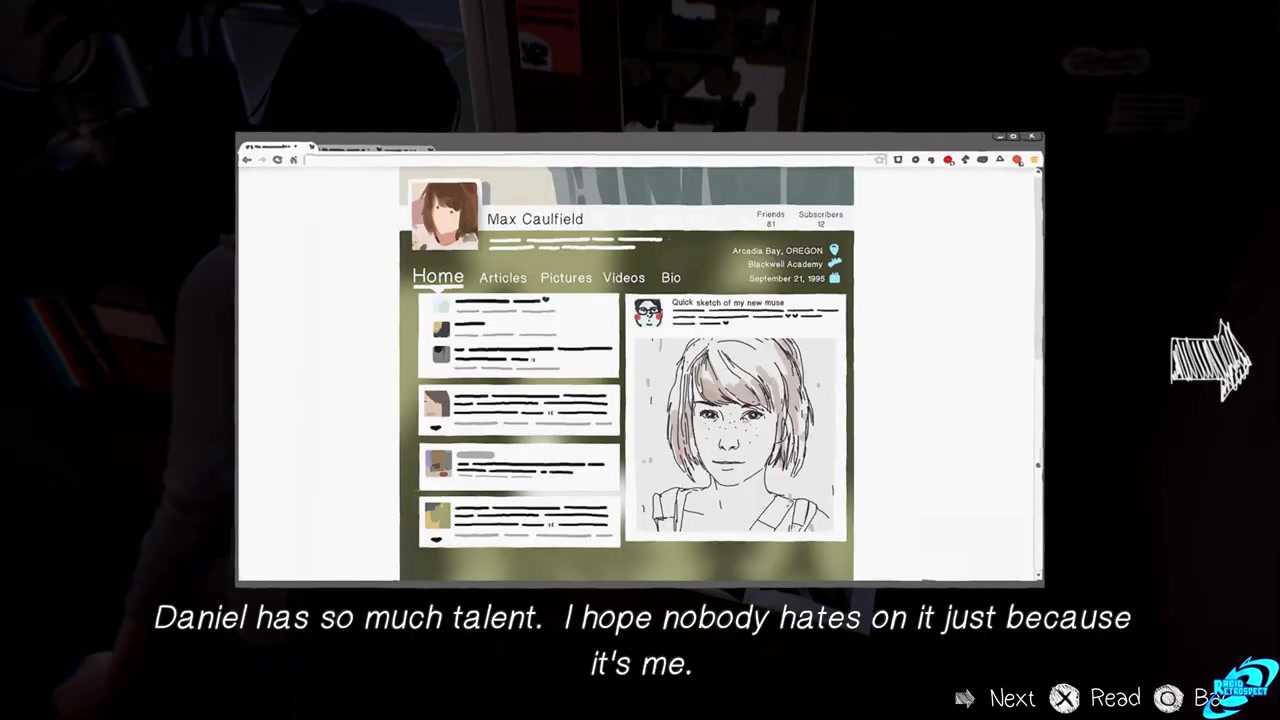 Max Caulfield
Friends
81
Subscribers
12
Arcadia Bay, OREGON
Blackwell Academy
September 21, 1995
Home Articles Pictures Videos Bio
Quick sketch of my new muse
Daniel has so much talent. I hope nobody hates on it just because
it's me.
Next Read
RAPID
RETROSPECT